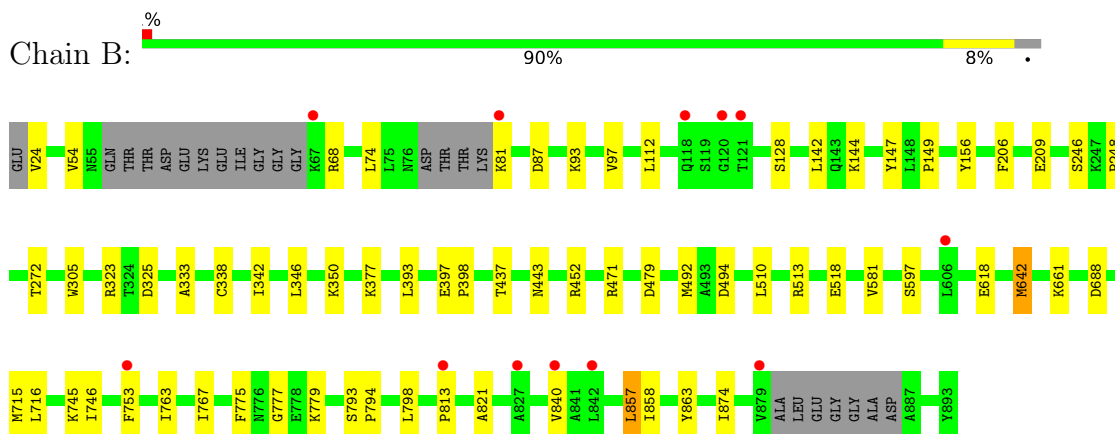 %
Chain B:
90% 8% •
GLU V24 V54 N55 GLN THR THR ASP GLU LYS GLU ILE GLY GLY GLY K67 R68 L74 L75 N76 ASP THR THR LYS K81 D87 K93 V97 L112 Q118 S119 G120 T121 S128 L142 Q143 K144 Y147 L148 P149 Y156 F206 E209 S246 K247
T272 W305 R323 T324 D325 A333 C338 I342 L346 K350 K377 L393 E397 P398 T437 N443 R452 R471 D479 M492 A493 D494 L510 R513 E518 V581 S597 L606 E618 M642 K661 D688
M715 L716 K745 I746 F753 I763 I767 F775 N776 G777 E778 K779 S793 P794 L798 P813 A821 A827 V840 A841 L842 L857 I858 Y863 I874 V879 ALA LEU GLU GLY GLY ALA ASP A887 Y893